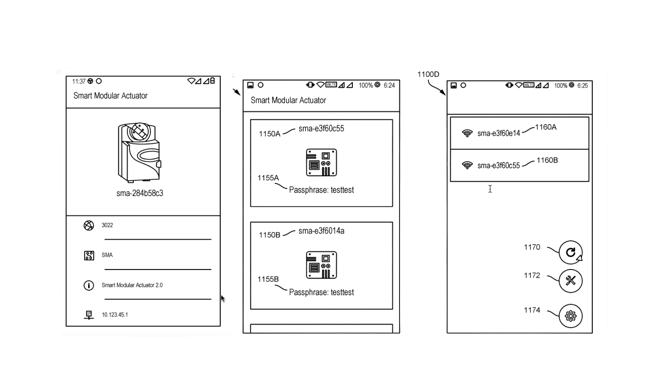 11:37
Smart Modular Actuator
sma-284b58c3
3022
SMA
Smart Modular Actuator 2.0
10.123.45.1
100% 6:24
Smart Modular Actuator
1150A
sma-e3f60c55
1155A
Passphrase: testtest
1150B
sma-e3f6014a
1155B
Passphrase: testtest
1100D
100% 6:25
sma-e3f60e14
1160A
sma-e3f60c55
1160B
1170
1172
1174